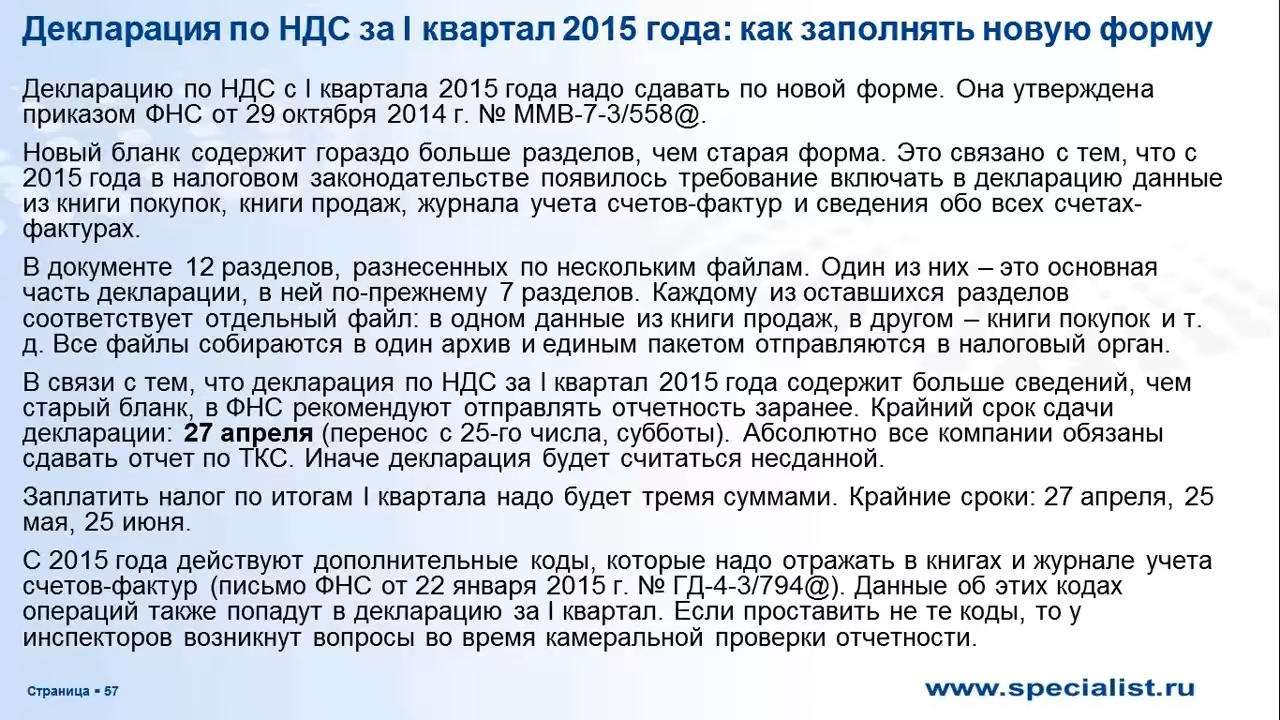 Декларация по НДС за I квартал 2015 года: как заполнять новую форму
Декларацию по НДС с I квартала 2015 года надо сдавать по новой форме. Она утверждена
приказом ФНС от 29 октября 2014 г. № ММВ-7-3/558@.
Новый бланк содержит гораздо больше разделов, чем старая форма. Это связано с тем, что с
2015 года в налоговом законодательстве появилось требование включать в декларацию данные
из книги покупок, книги продаж, журнала учета счетов-фактур и сведения обо всех счетах-
фактурах.
В документе 12 разделов, разнесенных по нескольким файлам. Один из них – это основная
часть декларации, в ней по-прежнему 7 разделов. Каждому из оставшихся разделов
соответствует отдельный файл: в одном данные из книги продаж, в другом – книги покупок и т.
д. Все файлы собираются в один архив и единым пакетом отправляются в налоговый орган.
В связи с тем, что декларация по НДС за I квартал 2015 года содержит больше сведений, чем
старый бланк, в ФНС рекомендуют отправлять отчетность заранее. Крайний срок сдачи
декларации: 27 апреля (перенос с 25-го числа, субботы). Абсолютно все компании обязаны
сдавать отчет по ТКС. Иначе декларация будет считаться несданной.
Заплатить налог по итогам I квартала надо будет тремя суммами. Крайние сроки: 27 апреля, 25
мая, 25 июня.
С 2015 года действуют дополнительные коды, которые надо отражать в книгах и журнале учета
счетов-фактур (письмо ФНС от 22 января 2015 г. № ГД-4-3/794@). Данные об этих кодах
операций также попадут в декларацию за I квартал. Если проставить не те коды, то у
инспекторов возникнут вопросы во время камеральной проверки отчетности.
Страница ▪ 57
www.specialist.ru